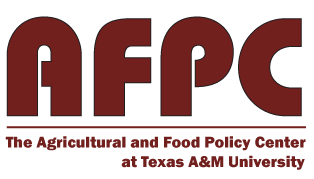 AFPC
The Agricultural and Food Policy Center
at Texas A&M University